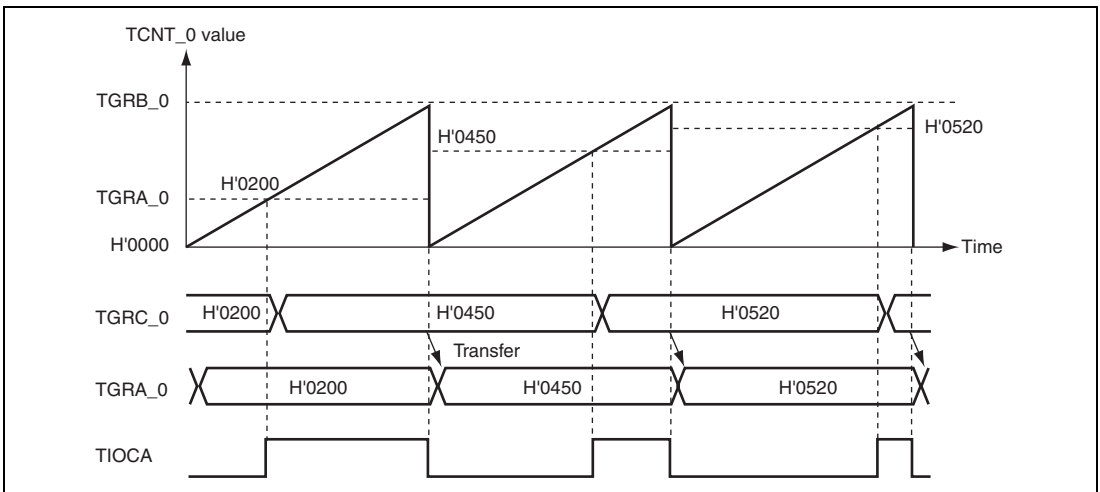 TCNT_0 value
TGRB_0
H'0520
H'0450
H'0200
TGRA_0
H'0000
Time
H'0200
H'0450
H'0520
TGRC_0
Transfer
H'0200
H'0450
H'0520
TGRA_0
TIOCA